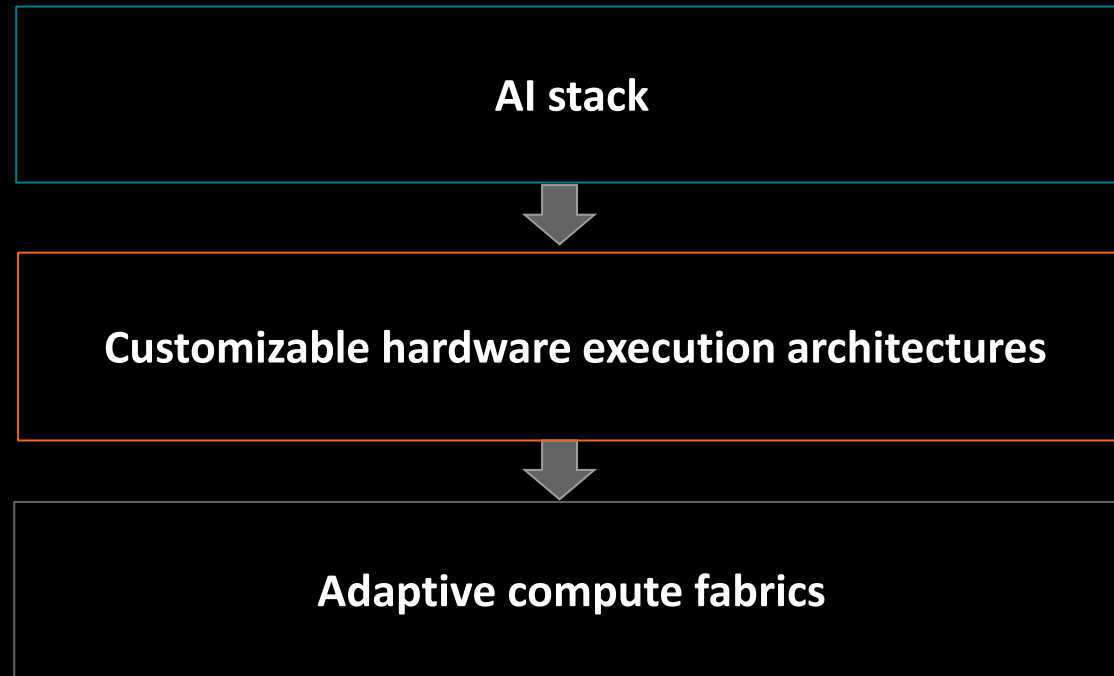 AI stack
Customizable hardware execution architectures
Adaptive compute fabrics